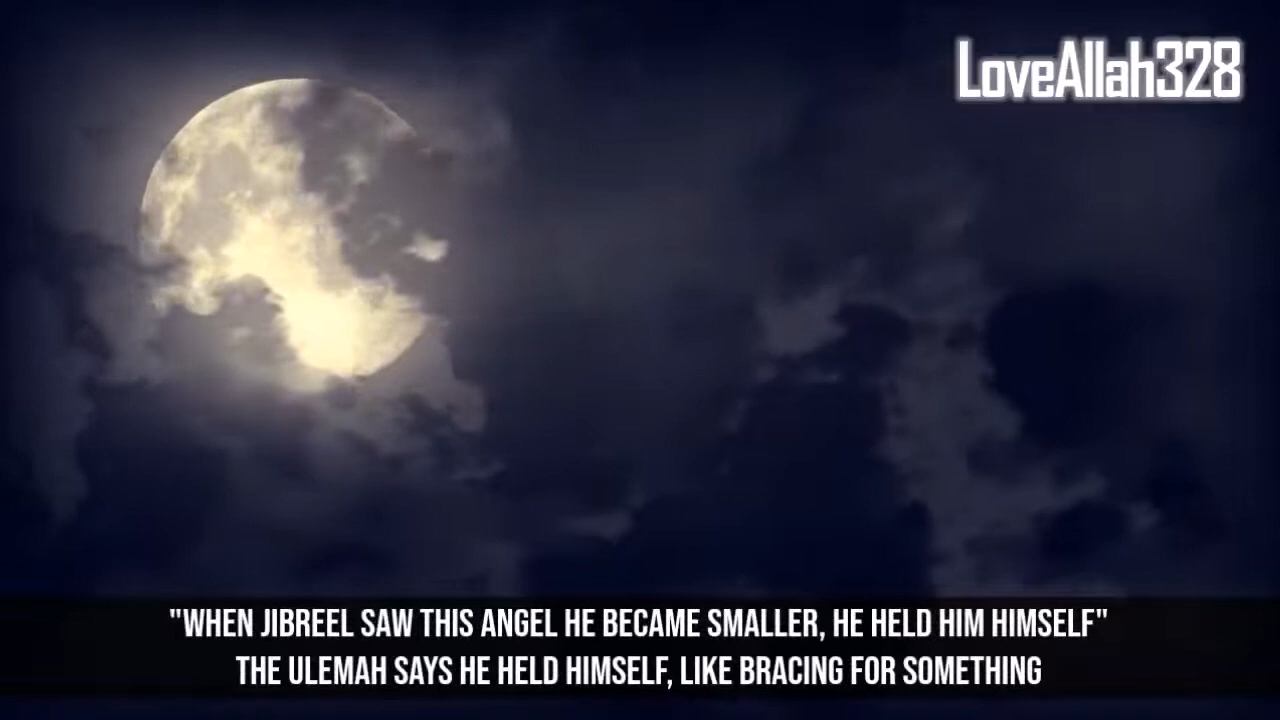 LoveAllah328
"WHEN JIBREEL SAW THIS ANGEL HE BECAME SMALLER, HE HELD HIM HIMSELF"
THE ULEMAH SAYS HE HELD HIMSELF, LIKE BRACING FOR SOMETHING